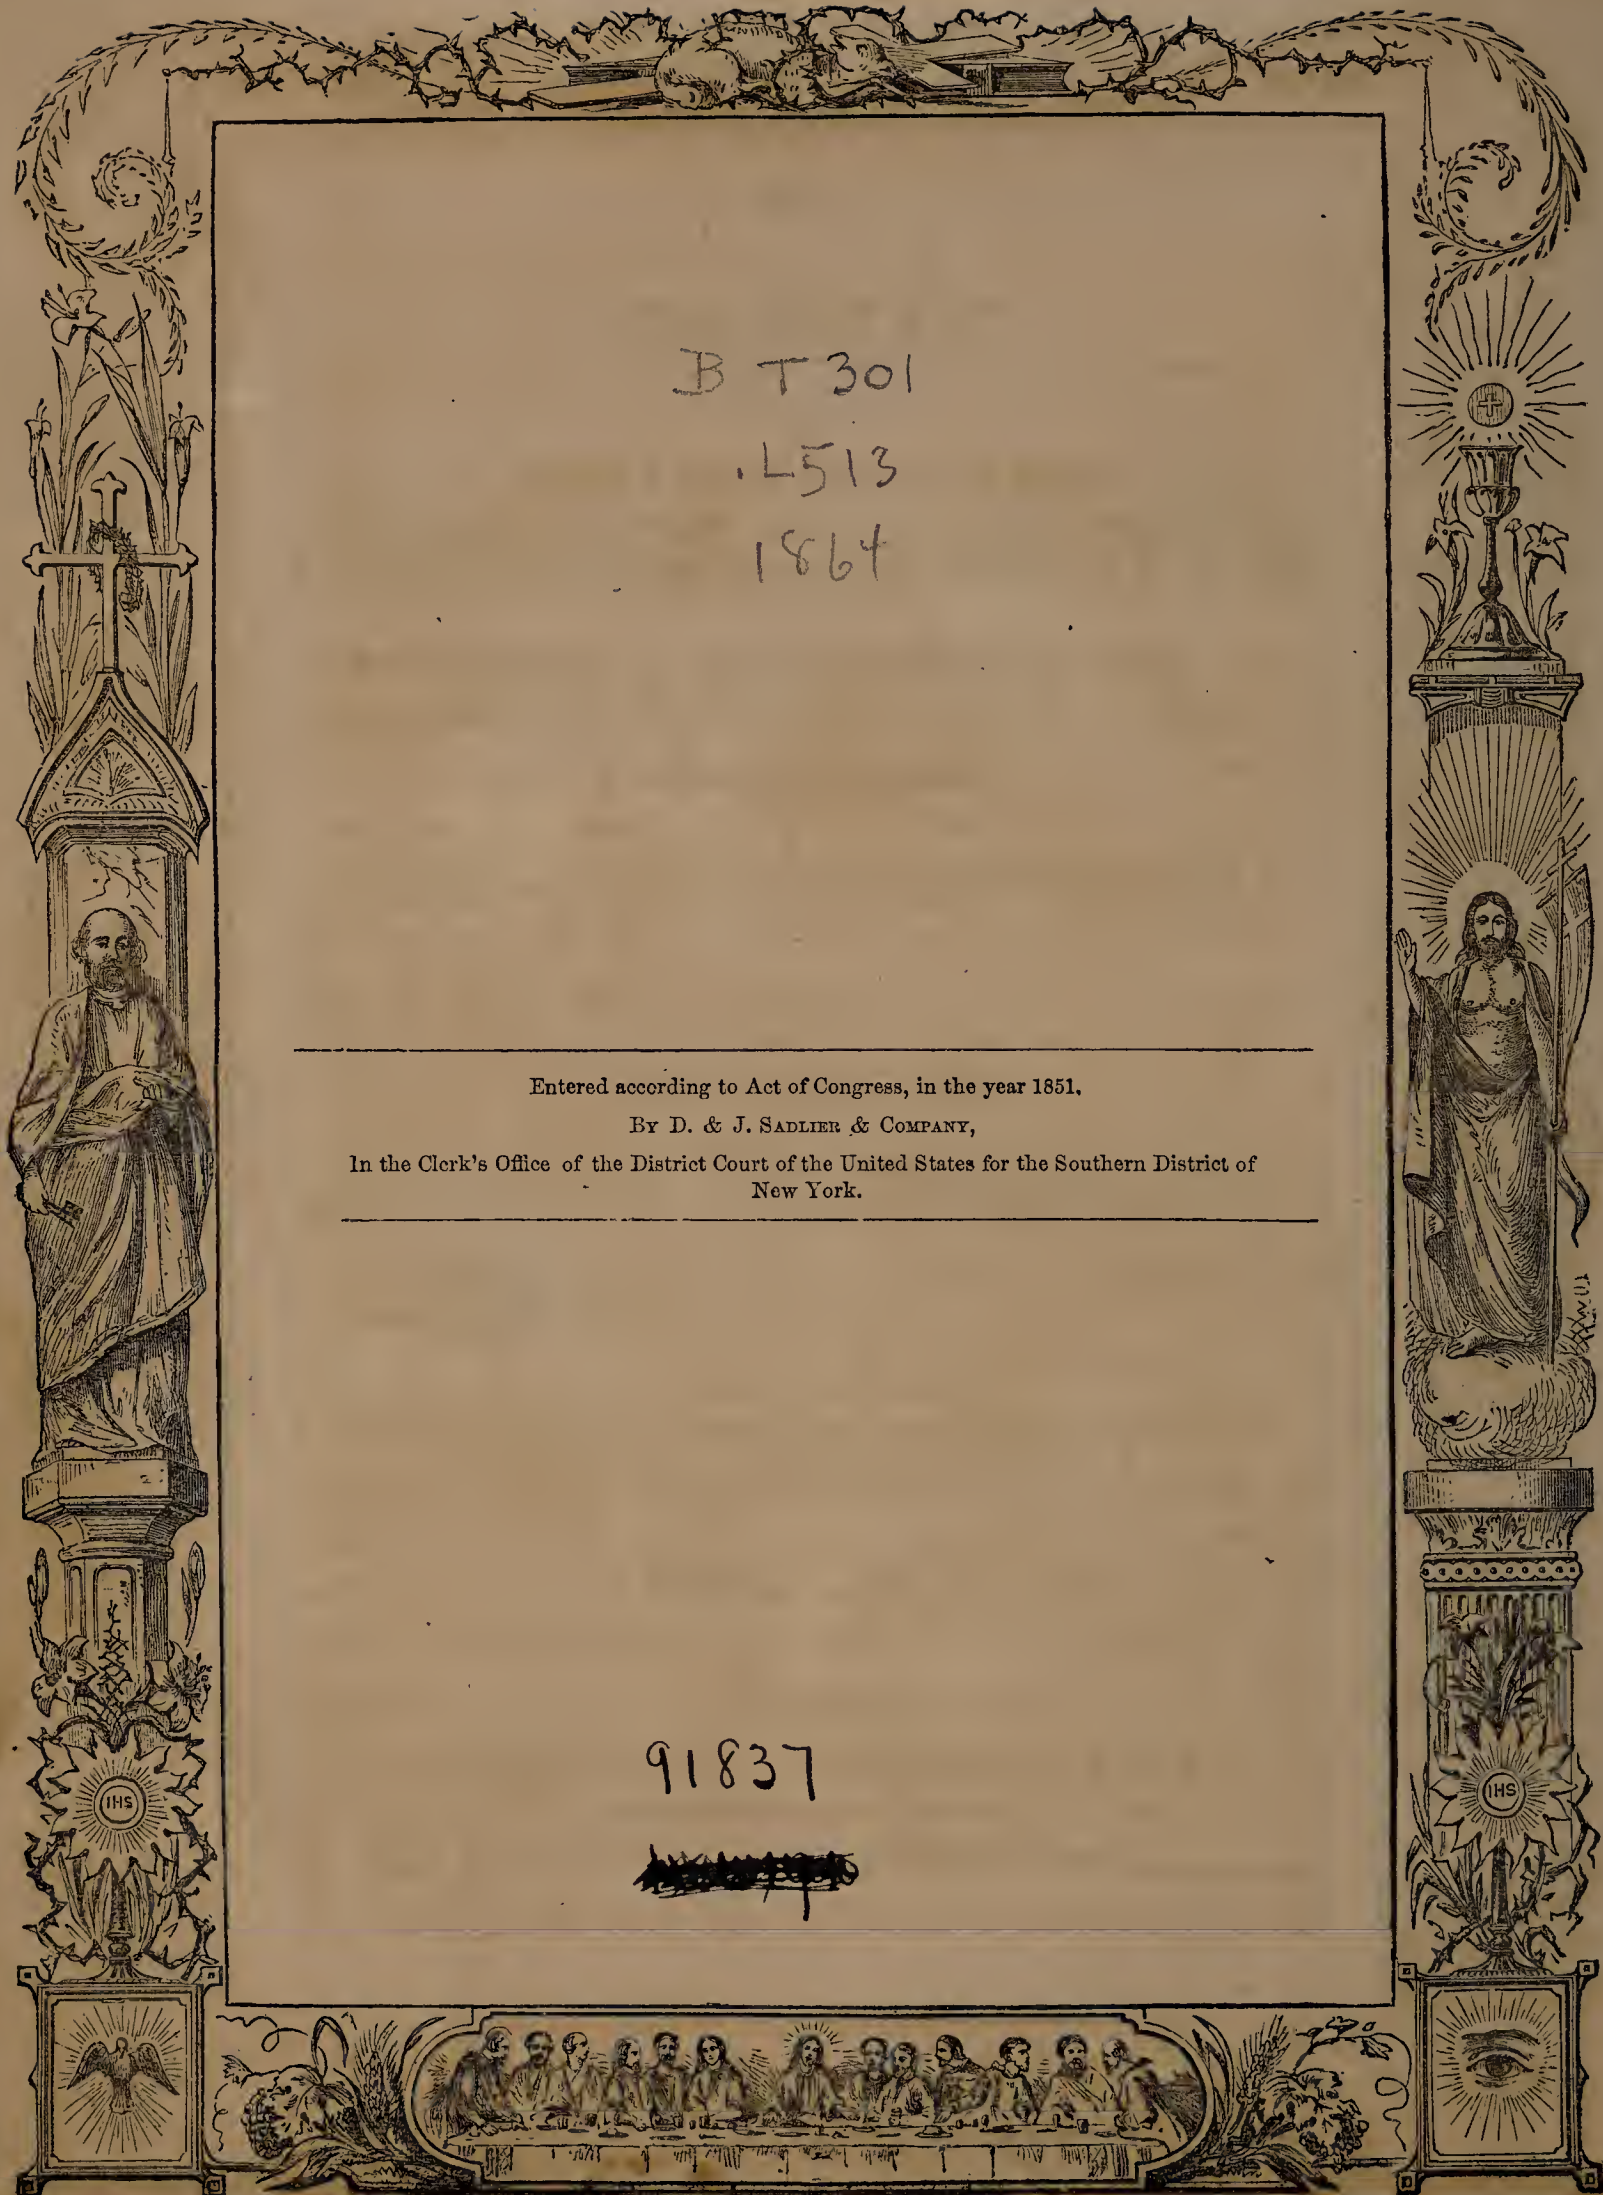 B T 301
.L513
1864
Entered according to Act of Congress, in the year 1851,
BY D. & J. SADLIER & COMPANY,
In the Clerk's Office of the District Court of the United States for the Southern District of
New York.
91837
IHS
IHS